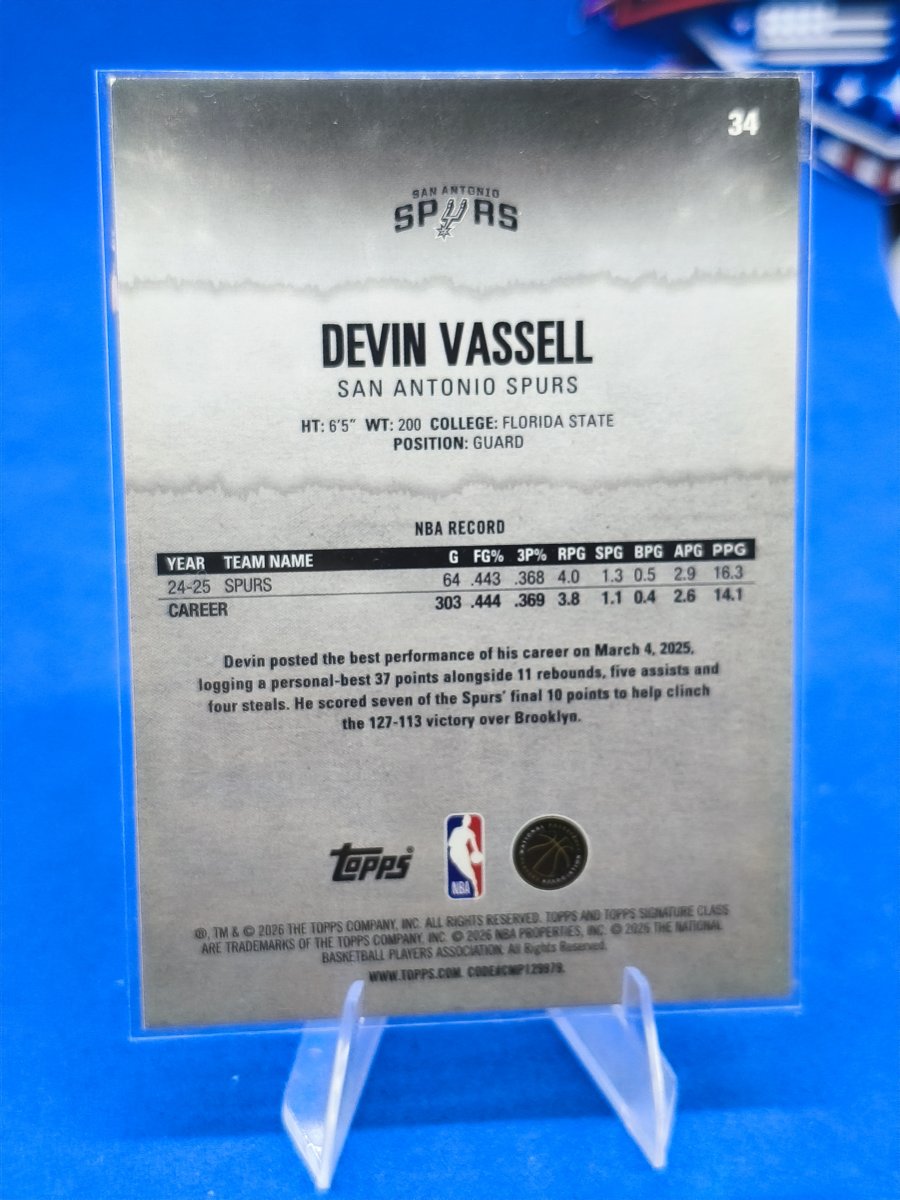 34
SAN ANTONIO
SPURS
DEVIN VASSELL
SAN ANTONIO SPURS
HT: 6'5" WT: 200 COLLEGE: FLORIDA STATE
POSITION: GUARD
NBA RECORD
YEAR TEAM NAME G FG% 3P% RPG SPG BPG APG PPG
24-25 SPURS 64 .443 .368 4.0 1.3 0.5 2.9 16.3
CAREER 303 .444 .369 3.8 1.1 0.4 2.6 14.1
Devin posted the best performance of his career on March 4, 2025,
logging a personal-best 37 points alongside 11 rebounds, five assists and
four steals. He scored seven of the Spurs' final 10 points to help clinch
the 127-113 victory over Brooklyn.
Topps®
NBA
®, TM & © 2026 THE TOPPS COMPANY, INC. ALL RIGHTS RESERVED. TOPPS AND TOPPS SIGNATURE CLASS
ARE TRADEMARKS OF THE TOPPS COMPANY, INC. © 2026 NBA PROPERTIES, INC. © 2026 THE NATIONAL
BASKETBALL PLAYERS ASSOCIATION. All Rights Reserved.
WWW.TOPPS.COM. CODE#CMP129979.